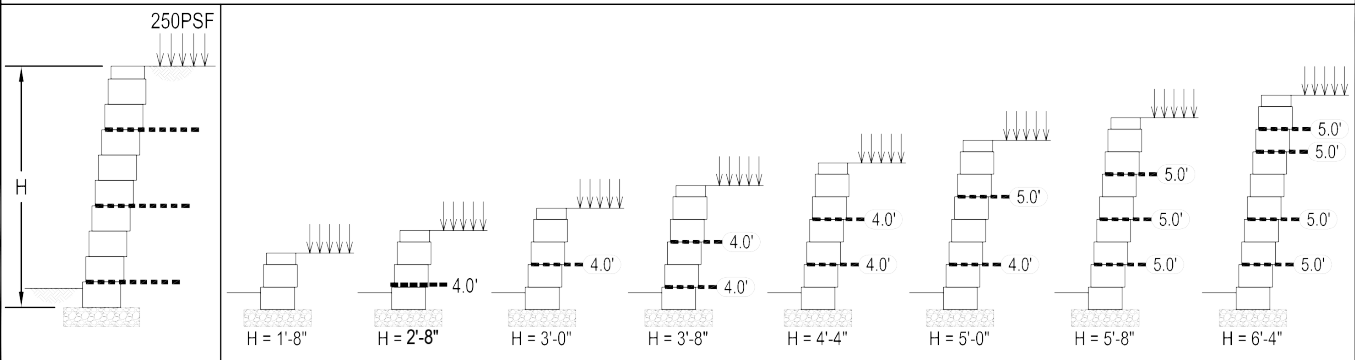 250PSF
H
H = 1'-8"
4.0'
H = 2'-8"
4.0'
H = 3'-0"
4.0'
4.0'
H = 3'-8"
4.0'
4.0'
H = 4'-4"
5.0'
4.0'
H = 5'-0"
5.0'
5.0'
5.0'
H = 5'-8"
5.0'
5.0'
5.0'
5.0'
H = 6'-4"